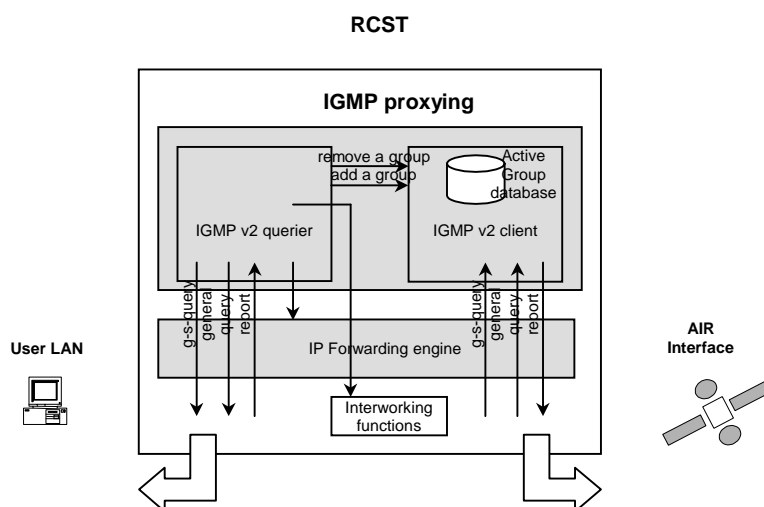 RCST
IGMP proxying
remove a group
add a group
Active
Group
database
IGMP v2 querier
IGMP v2 client
g-s-query
general
query
report
g-s-query
general
query
report
User LAN
IP Forwarding engine
AIR
Interface
Interworking
functions